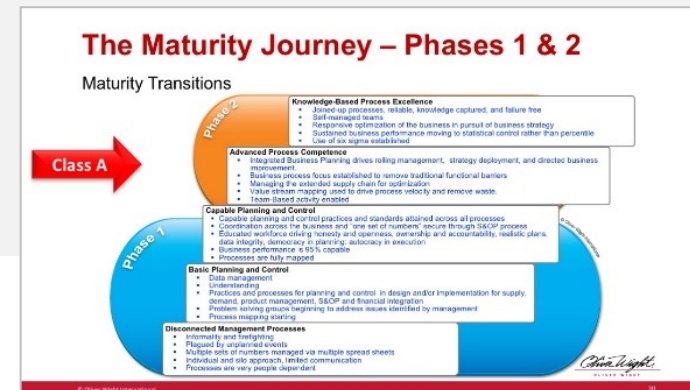 The Maturity Journey – Phases 1 & 2
Maturity Transitions
Class A
Phase 2
Knowledge-Based Process Excellence
• Joined-up processes, reliable, knowledge captured, and failure free
• Self-managed teams
• Responsive optimization of the business in pursuit of business strategy
• Sustained business performance moving to statistical control rather than percentile
• Use of six sigma established
Advanced Process Competence
• Integrated Business Planning drives rolling management, strategy deployment, and directed business
improvement.
• Business process focus established to remove traditional functional barriers
• Managing the extended supply chain for optimization
• Value stream mapping used to drive process velocity and remove waste.
• Team-Based activity enabled
Phase 1
Capable Planning and Control
• Capable planning and control practices and standards attained across all processes
• Coordination across the business and "one set of numbers" secure through S&OP process
• Educated workforce driving honesty and openness, ownership and accountability, realistic plans,
data integrity, democracy in planning: autocracy in execution
• Business performance is 95% capable
• Processes are fully mapped
Basic Planning and Control
• Data management
• Understanding
• Practices and processes for planning and control in design and/or implementation for supply,
demand, product management, S&OP and financial integration
• Problem solving groups beginning to address issues identified by management
• Process mapping starting
Disconnected Management Processes
• Informality and firefighting
• Plagued by unplanned events
• Multiple sets of numbers managed via multiple spread sheets
• Individual and silo approach, limited communication
• Processes are very people dependent
© Oliver Wight International
Oliver Wight
OLIVER WIGHT
© Oliver Wight International